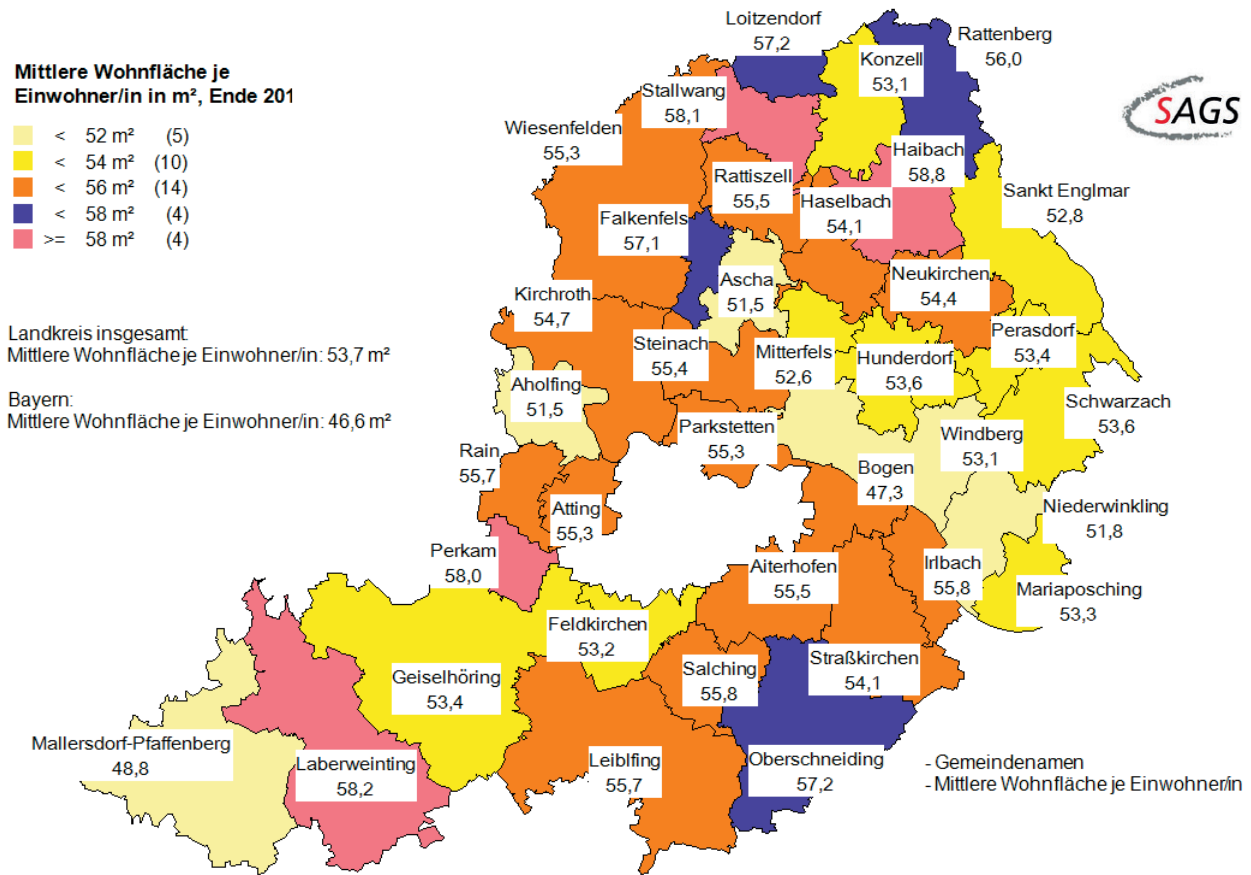 Mittlere Wohnfläche je
Einwohner/in in m², Ende 201
< 52 m² (5)
< 54 m² (10)
< 56 m² (14)
< 58 m² (4)
>= 58 m² (4)
Landkreis insgesamt:
Mittlere Wohnfläche je Einwohner/in: 53,7 m²
Bayern:
Mittlere Wohnfläche je Einwohner/in: 46,6 m²
SAGS
Loitzendorf
57,2
Rattenberg
56,0
Konzell
53,1
Stallwang
58,1
Wiesenfelden
55,3
Haibach
58,8
Rattiszell
55,5
Haselbach
54,1
Sankt Englmar
52,8
Falkenfels
57,1
Ascha
51,5
Neukirchen
54,4
Kirchroth
54,7
Steinach
55,4
Mitterfels
52,6
Hunderdorf
53,6
Perasdorf
53,4
Aholfing
51,5
Schwarzach
53,6
Parkstetten
55,3
Windberg
53,1
Rain
55,7
Bogen
47,3
Atting
55,3
Niederwinkling
51,8
Perkam
58,0
Aiterhofen
55,5
Irlbach
55,8
Mariaposching
53,3
Feldkirchen
53,2
Salching
55,8
Straßkirchen
54,1
Geiselhöring
53,4
Mallersdorf-Pfaffenberg
48,8
Laberweinting
58,2
Leiblfing
55,7
Oberschneiding
57,2
- Gemeindenamen
- Mittlere Wohnfläche je Einwohner/in